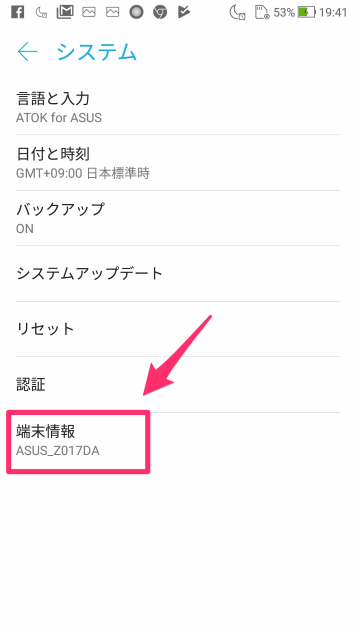 53% 19:41
システム
言語と入力
ATOK for ASUS
日付と時刻
GMT+09:00 日本標準時
バックアップ
ON
システムアップデート
リセット
認証
端末情報
ASUS_Z017DA